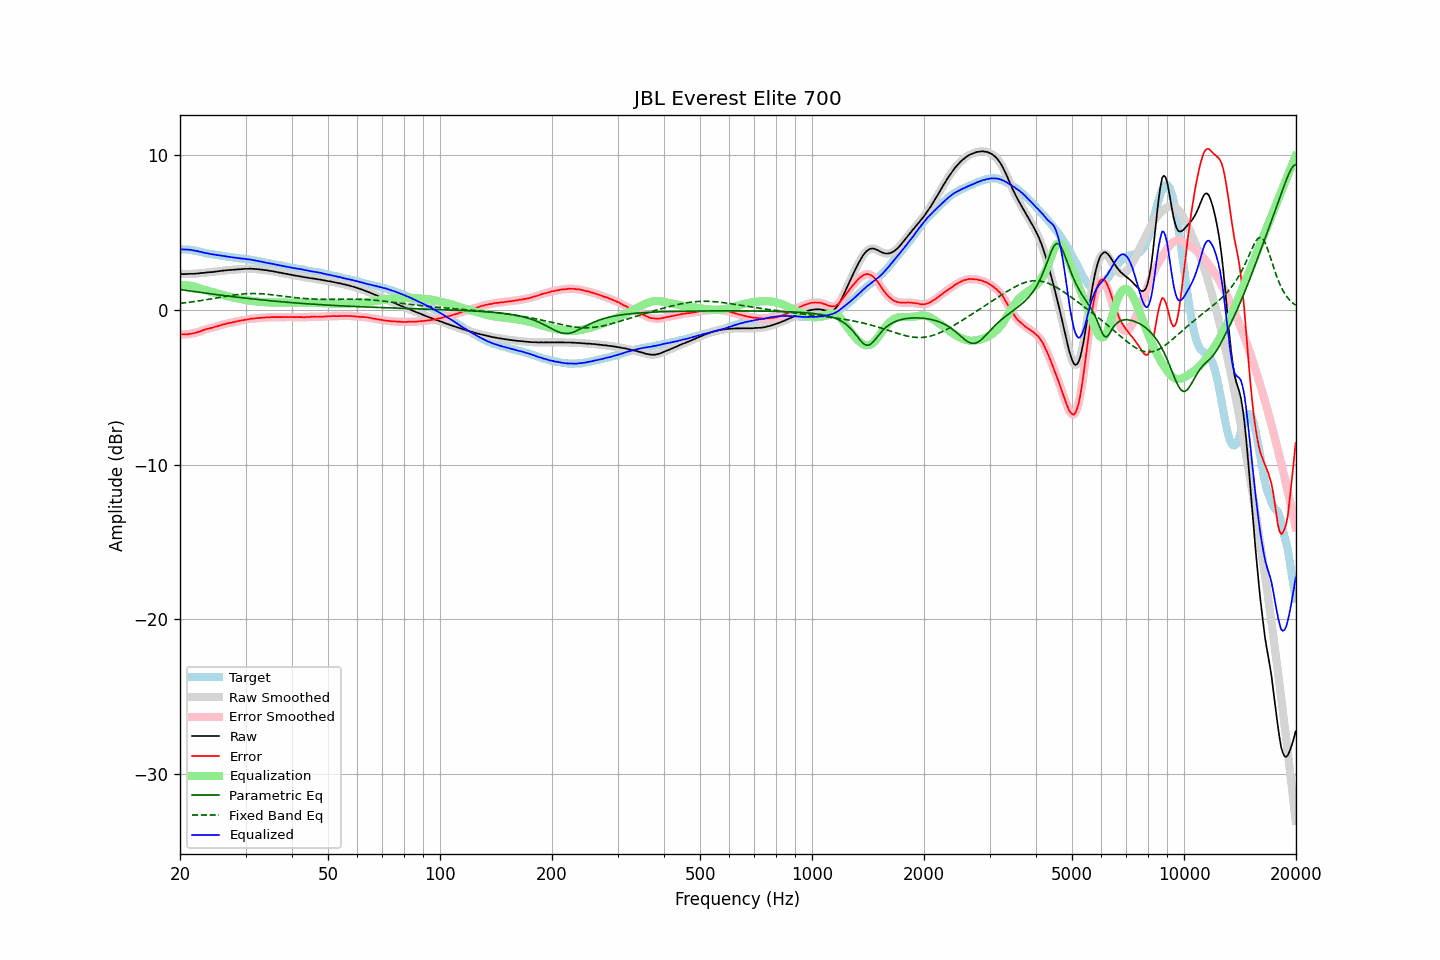 JBL Everest Elite 700
Amplitude (dBr)
10
0
−10
−20
−30
Target
Raw Smoothed
Error Smoothed
Raw
Error
Equalization
Parametric Eq
Fixed Band Eq
Equalized
20 50 100 200 500 1000 2000 5000 10000 20000
Frequency (Hz)